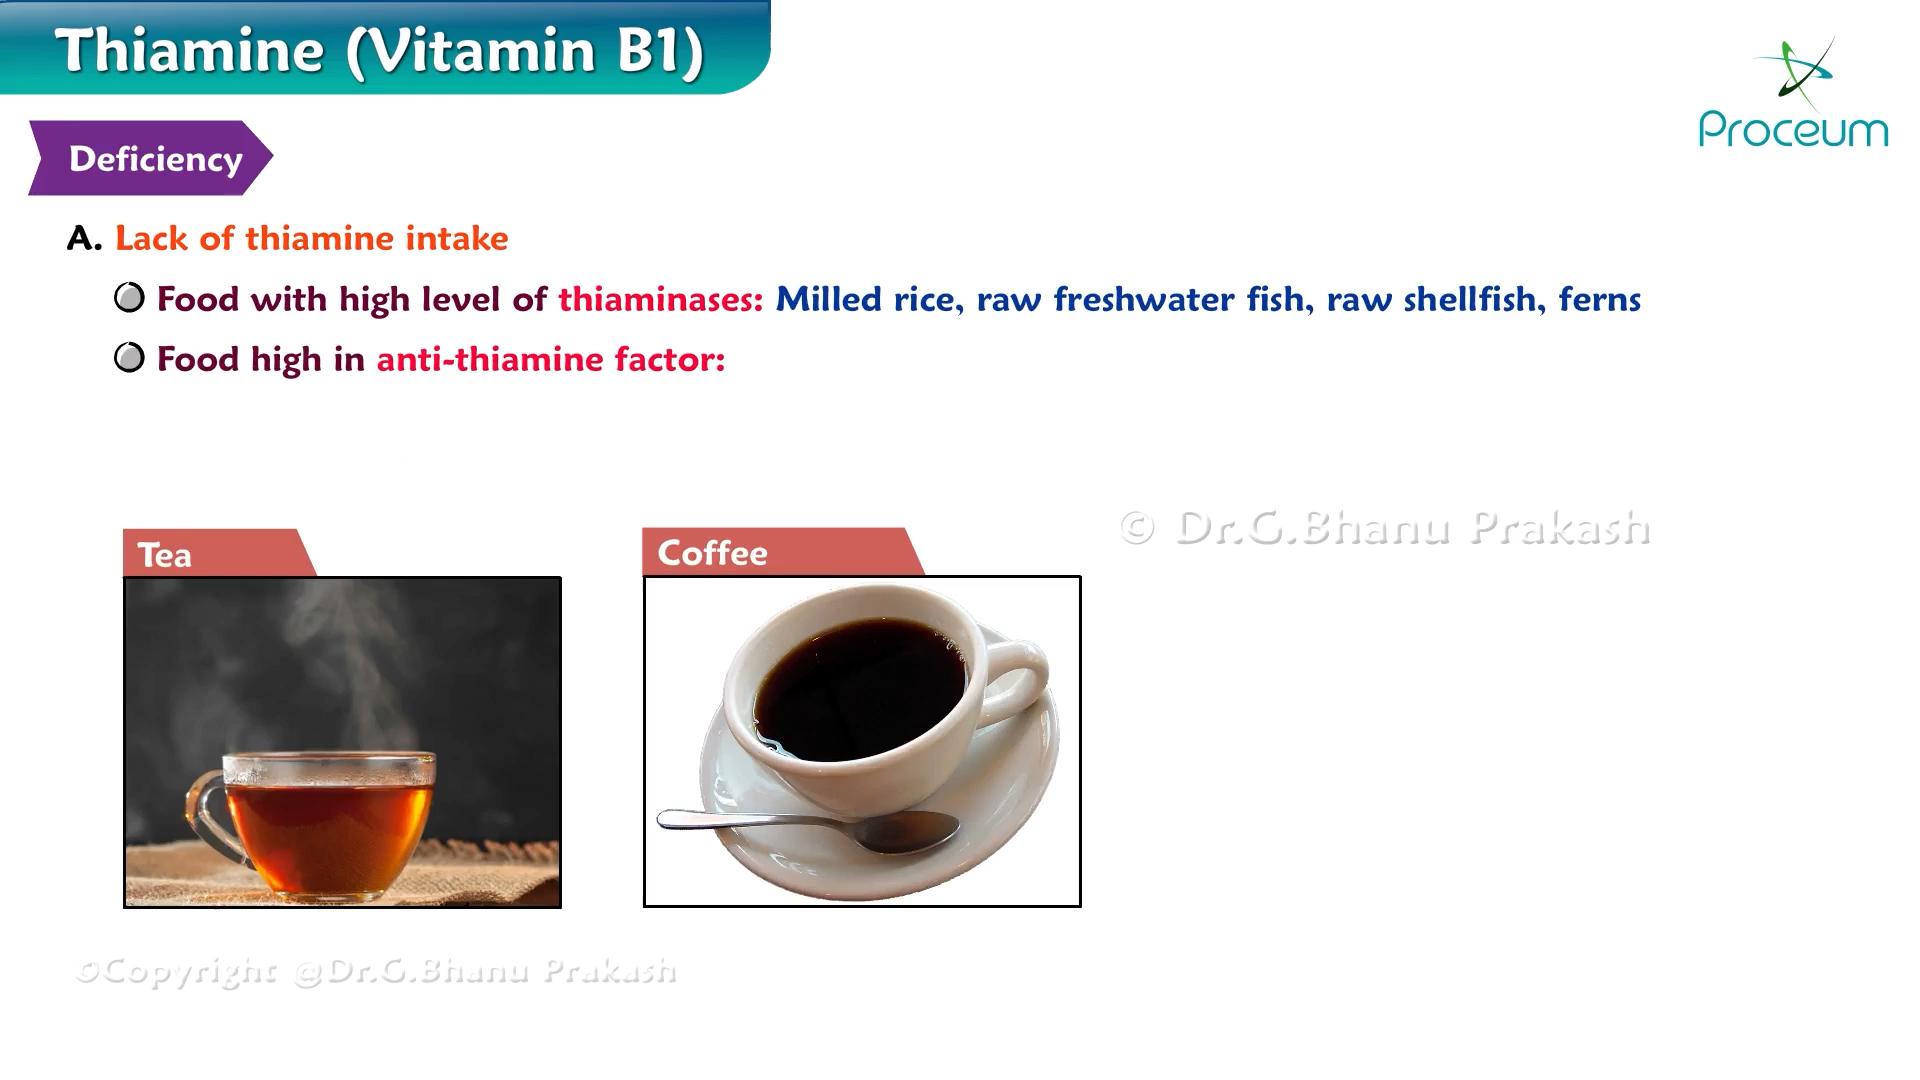 Thiamine (Vitamin B1)
Proceum
Deficiency
A. Lack of thiamine intake
Food with high level of thiaminases: Milled rice, raw freshwater fish, raw shellfish, ferns
Food high in anti-thiamine factor:
© Dr.G.Bhanu Prakash
Tea
Coffee
©Copyright @Dr.G.Bhanu Prakash